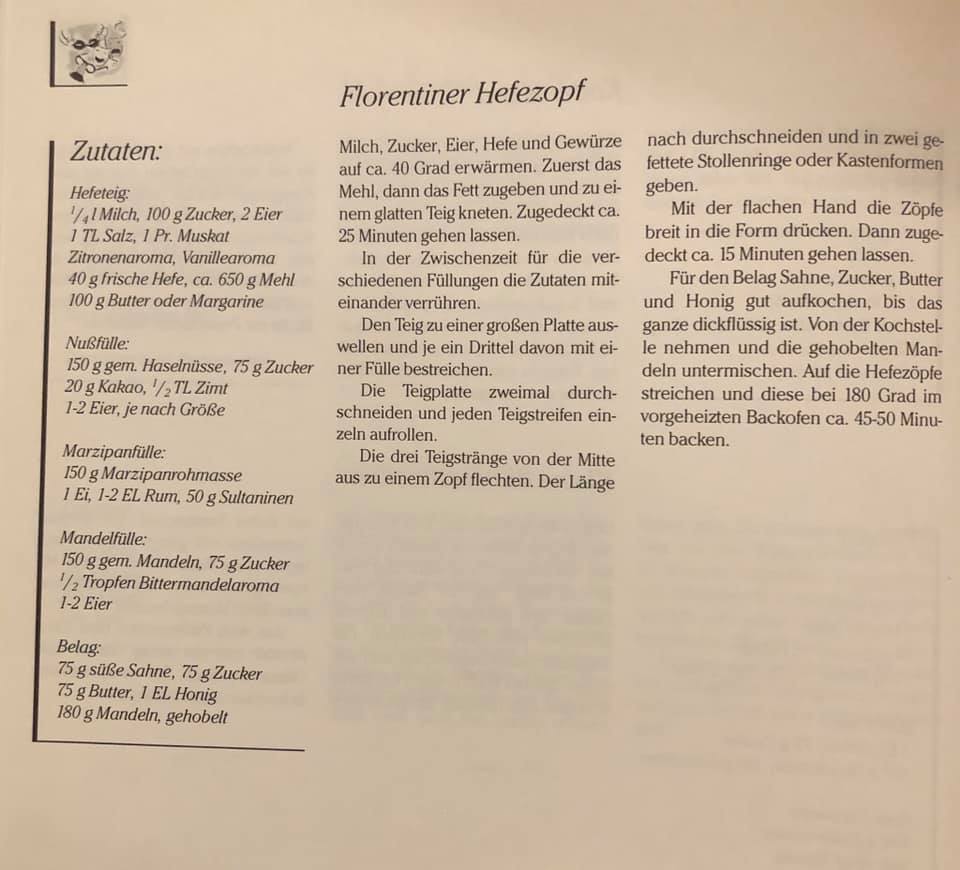 Florentiner Hefezopf
Zutaten:
Hefeteig:
1/4 l Milch, 100 g Zucker, 2 Eier
1 TL Salz, 1 Pr. Muskat
Zitronenaroma, Vanillearoma
40 g frische Hefe, ca. 650 g Mehl
100 g Butter oder Margarine
Nußfülle:
150 g gem. Haselnüsse, 75 g Zucker
20 g Kakao, 1/2 TL Zimt
1-2 Eier, je nach Größe
Marzipanfülle:
150 g Marzipanrohmasse
1 Ei, 1-2 EL Rum, 50 g Sultaninen
Mandelfülle:
150 g gem. Mandeln, 75 g Zucker
1/2 Tropfen Bittermandelaroma
1-2 Eier
Belag:
75 g süße Sahne, 75 g Zucker
75 g Butter, 1 EL Honig
180 g Mandeln, gehobelt
Milch, Zucker, Eier, Hefe und Gewürze
auf ca. 40 Grad erwärmen. Zuerst das
Mehl, dann das Fett zugeben und zu ei-
nem glatten Teig kneten. Zugedeckt ca.
25 Minuten gehen lassen.
In der Zwischenzeit für die ver-
schiedenen Füllungen die Zutaten mit-
einander verrühren.
Den Teig zu einer großen Platte aus-
wellen und je ein Drittel davon mit ei-
ner Fülle bestreichen.
Die Teigplatte zweimal durch-
schneiden und jeden Teigstreifen ein-
zeln aufrollen.
Die drei Teigstränge von der Mitte
aus zu einem Zopf flechten. Der Länge
nach durchschneiden und in zwei ge-
fettete Stollenringe oder Kastenformen
geben.
Mit der flachen Hand die Zöpfe
breit in die Form drücken. Dann zuge-
deckt ca. 15 Minuten gehen lassen.
Für den Belag Sahne, Zucker, Butter
und Honig gut aufkochen, bis das
ganze dickflüssig ist. Von der Kochstel-
le nehmen und die gehobelten Man-
deln untermischen. Auf die Hefezöpfe
streichen und diese bei 180 Grad im
vorgeheizten Backofen ca. 45-50 Minu-
ten backen.